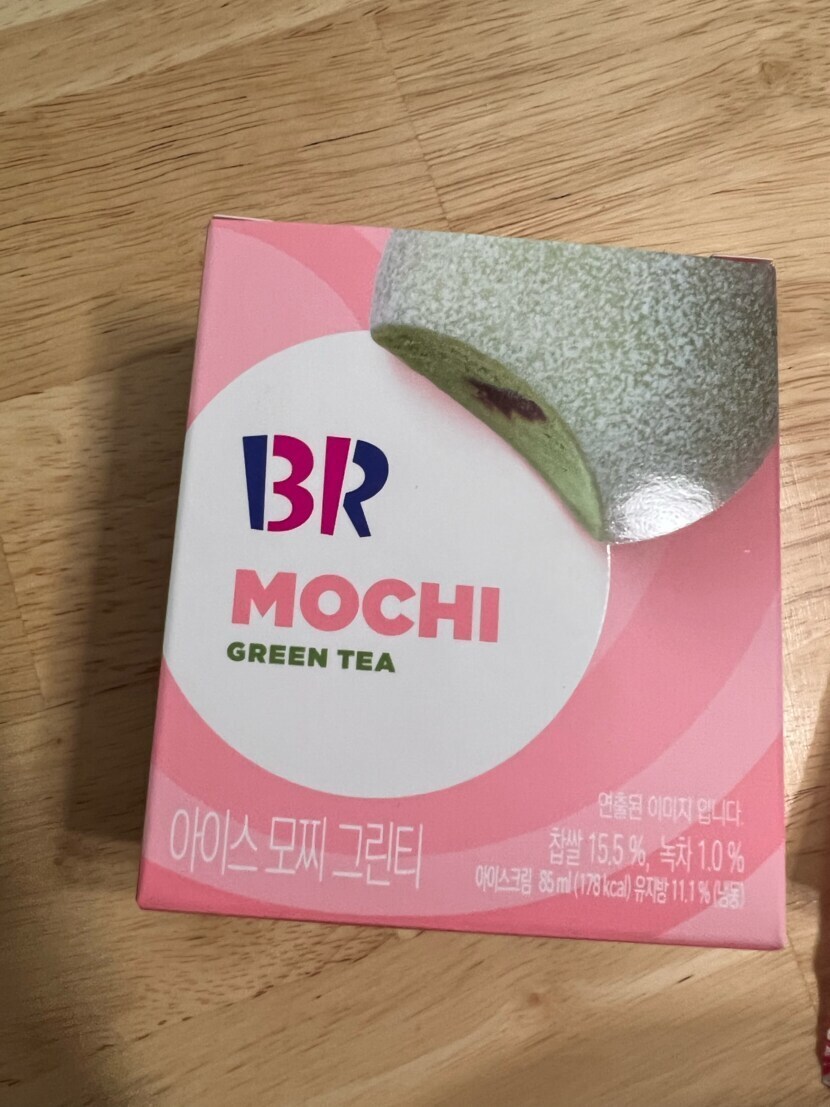 BR
MOCHI
GREEN TEA
아이스 모찌 그린티
연출된 이미지 입니다.
찹쌀 15.5 %, 녹차 1.0 %
아이스크림 85 ml (178 kcal) 유지방 11.1 % (냉동)